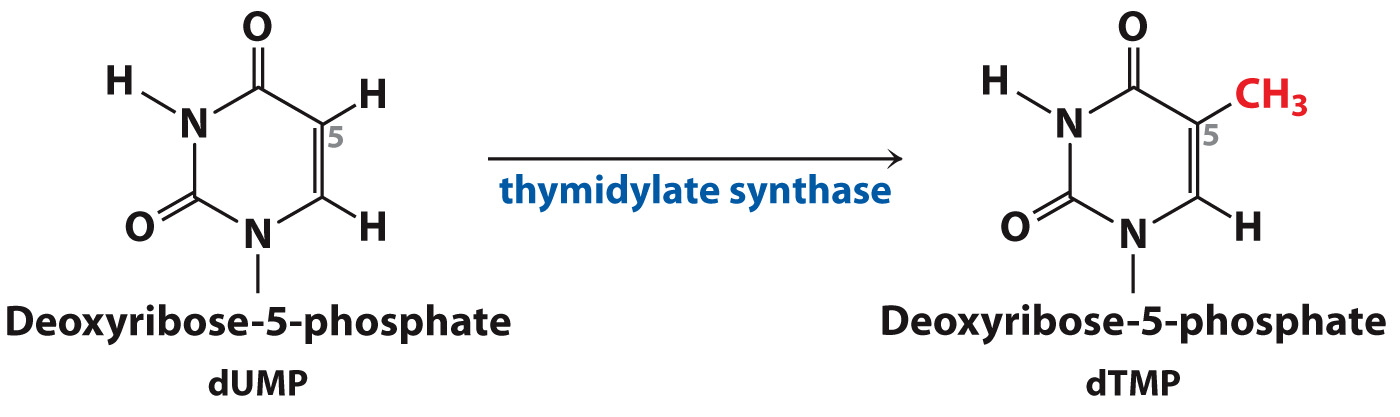 O
O
H
H
H
CH3
N
N
5
5
thymidylate synthase
O
N
H
O
N
H
Deoxyribose-5-phosphate
Deoxyribose-5-phosphate
dUMP
dTMP